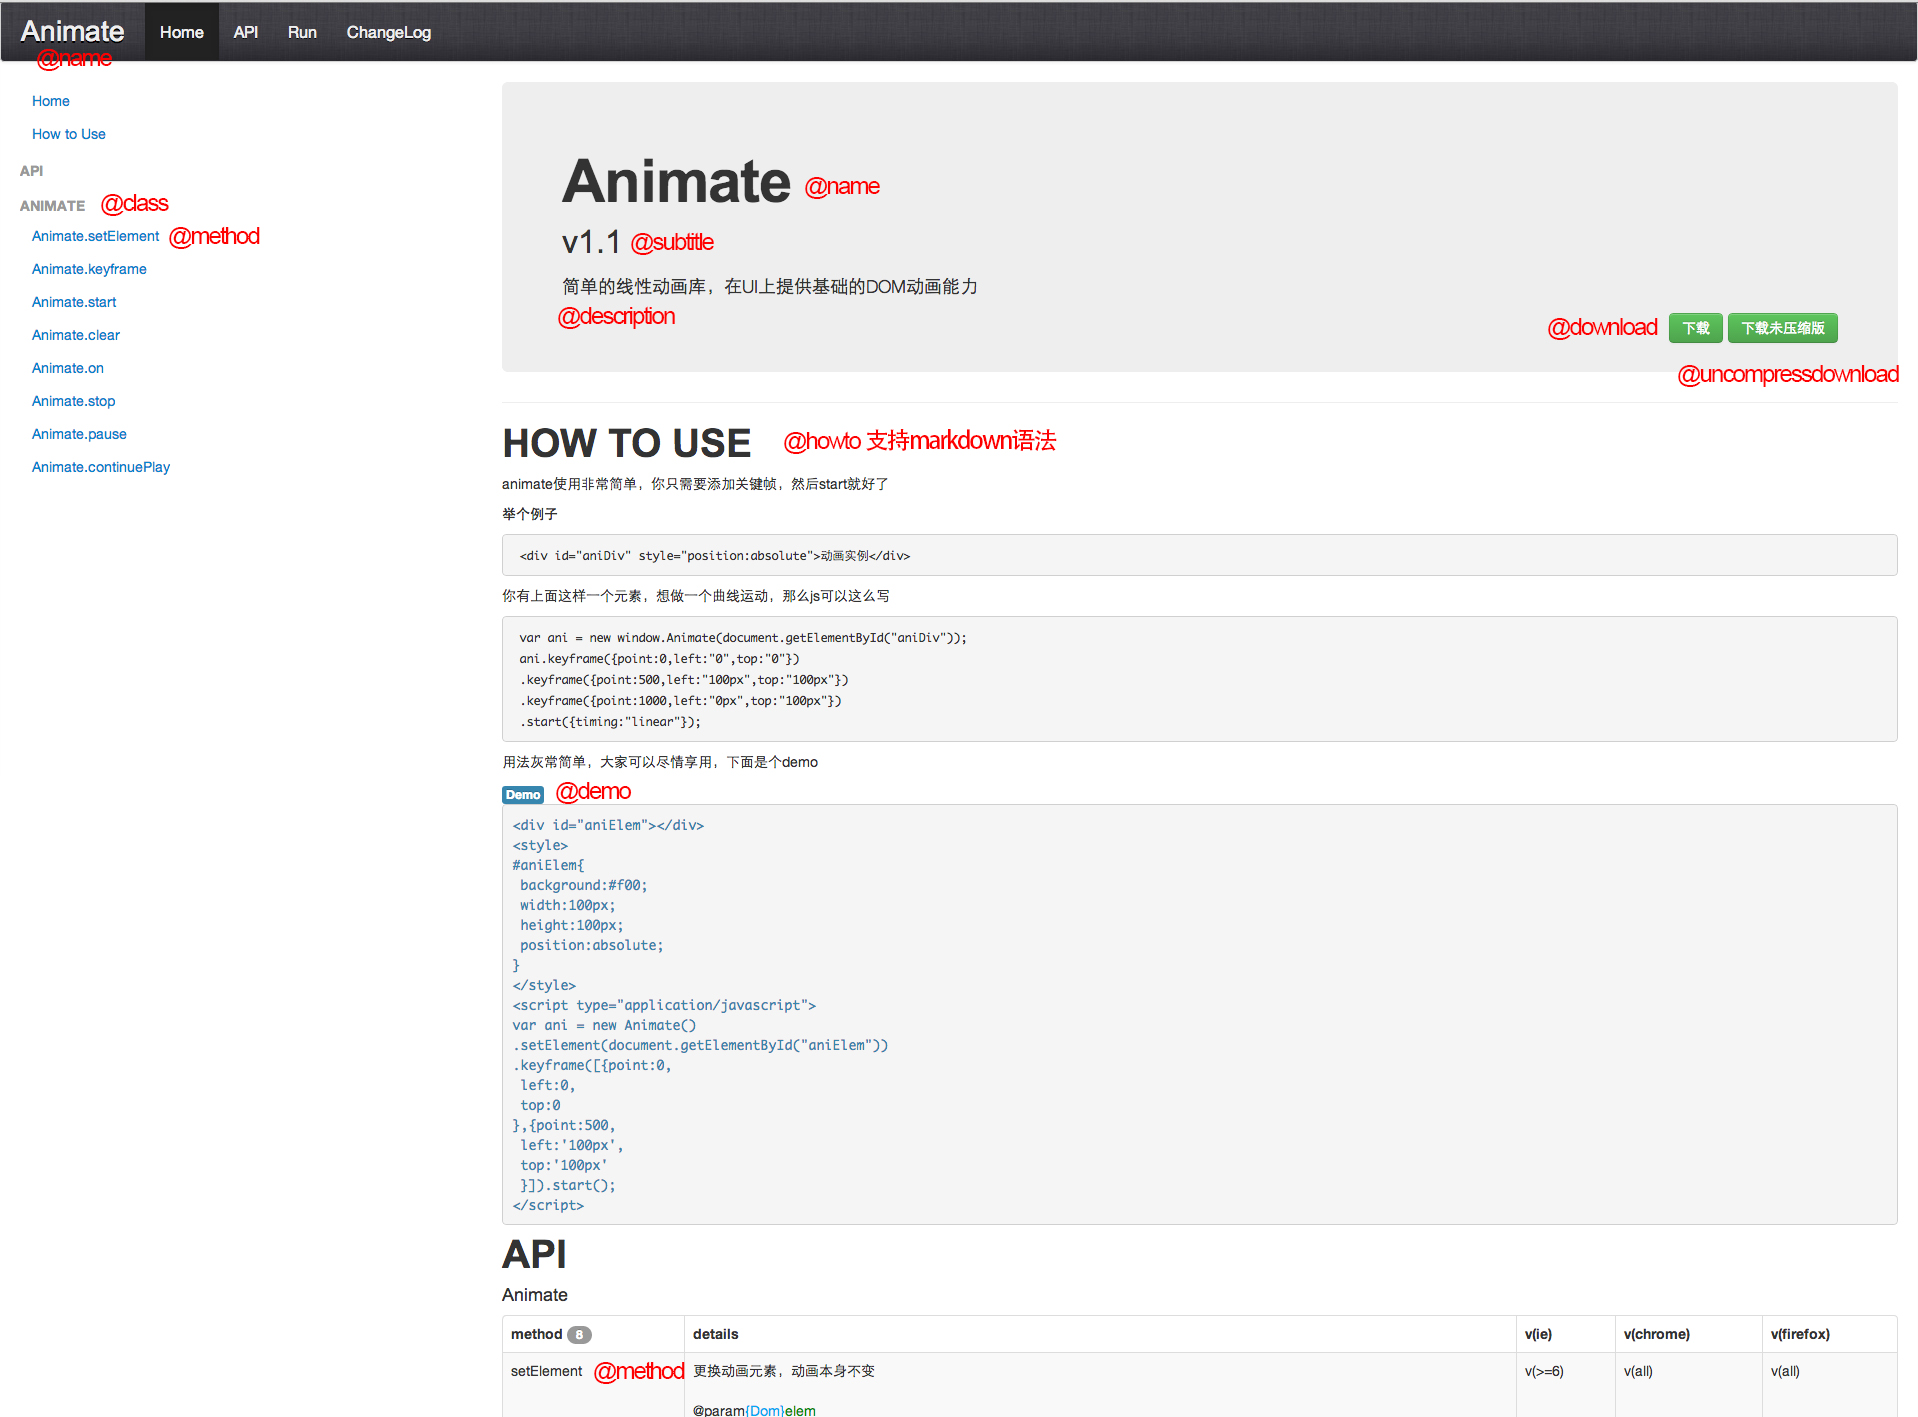 Animate Home API Run ChangeLog
@name
Home
How to Use
API
ANIMATE @class
Animate.setElement @method
Animate.keyframe
Animate.start
Animate.clear
Animate.on
Animate.stop
Animate.pause
Animate.continuePlay
Animate @name
v1.1 @subtitle
简单的线性动画库，在UI上提供基础的DOM动画能力
@description
@download 下载 下载未压缩版
@uncompressdownload
HOW TO USE @howto 支持markdown语法
animate使用非常简单，你只需要添加关键帧，然后start就好了
举个例子
<div id="aniDiv" style="position:absolute">动画实例</div>
你有上面这样一个元素，想做一个曲线运动，那么js可以这么写
var ani = new window.Animate(document.getElementById("aniDiv"));
ani.keyframe({point:0,left:"0",top:"0"})
.keyframe({point:500,left:"100px",top:"100px"})
.keyframe({point:1000,left:"0px",top:"100px"})
.start({timing:"linear"});
用法灰常简单，大家可以尽情享用，下面是个demo
Demo @demo
<div id="aniElem"></div>
<style>
#aniElem{
background:#f00;
width:100px;
height:100px;
position:absolute;
}
</style>
<script type="application/javascript">
var ani = new Animate()
.setElement(document.getElementById("aniElem"))
.keyframe([{point:0,
left:0,
top:0
},{point:500,
left:'100px',
top:'100px'
}]).start();
</script>
API
Animate
method 8 details v(ie) v(chrome) v(firefox)
setElement @method 更换动画元素，动画本身不变 v(>=6) v(all) v(all)
@param{Dom}elem